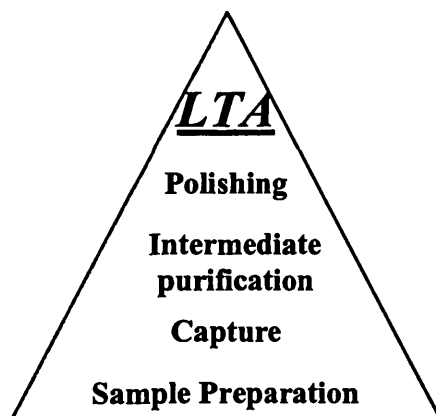 LTA
Polishing
Intermediate
purification
Capture
Sample Preparation